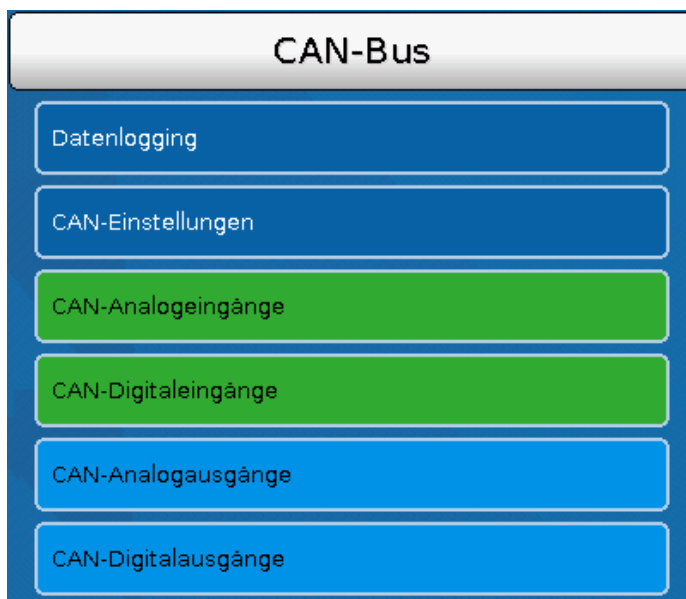 CAN-Bus
Datenlogging
CAN-Einstellungen
CAN-Analogeingänge
CAN-Digitaleingänge
CAN-Analogausgänge
CAN-Digitalausgänge